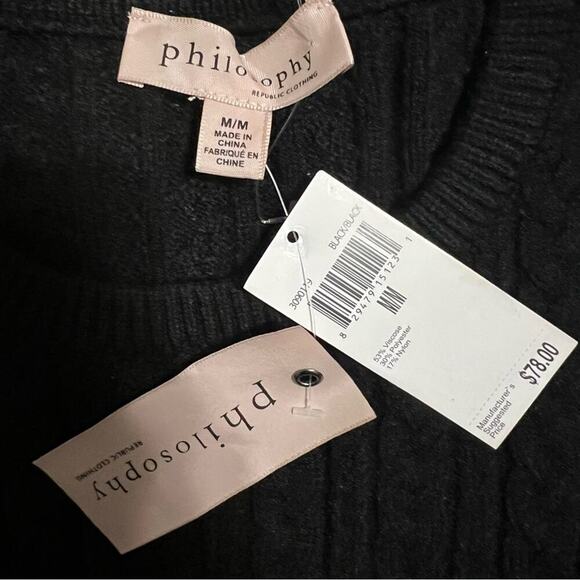 philosophy
REPUBLIC CLOTHING
M/M
MADE IN
CHINA
FABRIQUÉ EN
CHINE
BLACK/BLACK
8 29479 15123 1
53% Viscose
30% Polyester
17% Nylon
$78.00
Manufacturer's
Suggested
Price
philosophy
REPUBLIC CLOTHING